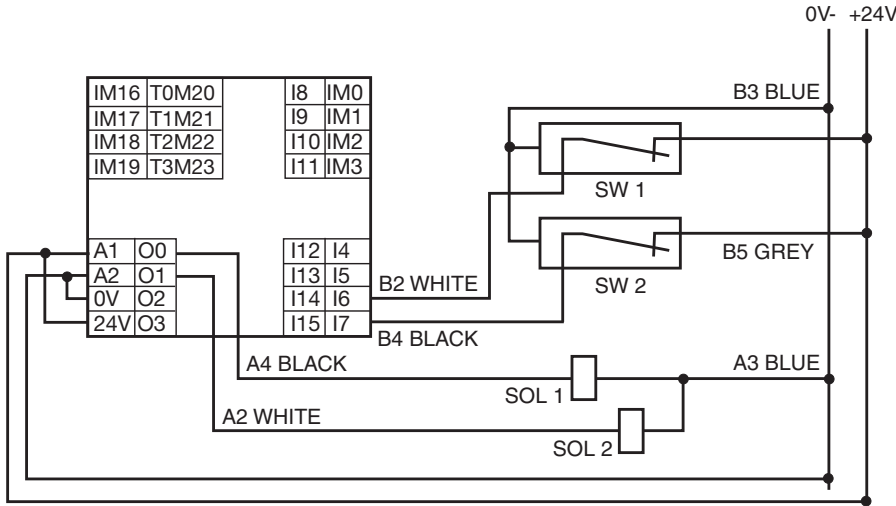 0V- +24V
B3 BLUE
IM16 T0M20 I8 IM0
IM17 T1M21 I9 IM1
IM18 T2M22 I10 IM2
IM19 T3M23 I11 IM3
SW 1
A1 O0 I12 I4
B5 GREY
A2 O1 I13 I5
B2 WHITE
SW 2
0V O2 I14 I6
24V O3 I15 I7
B4 BLACK
A4 BLACK
A3 BLUE
SOL 1
A2 WHITE
SOL 2